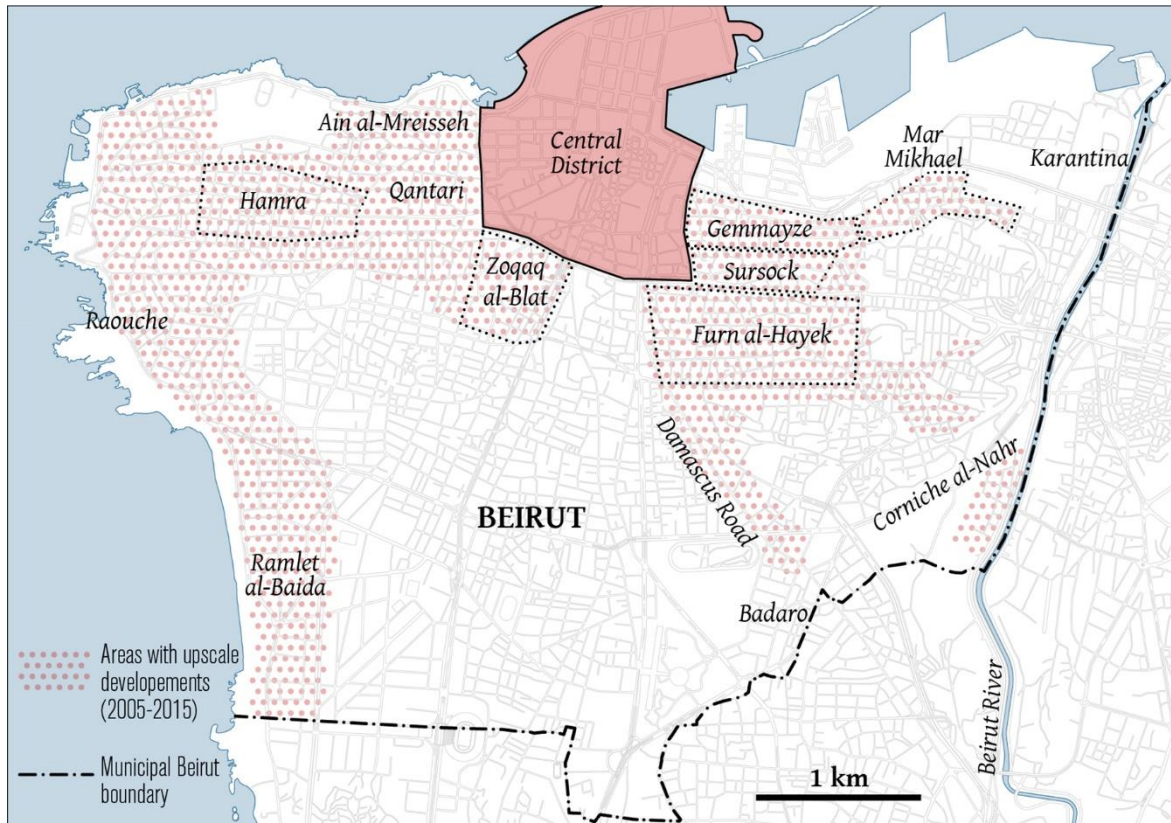 Ain al-Mreisseh
Central
District
Mar
Mikhael
Karantina
Hamra
Qantari
Gemmayze
Zoqaq
al-Blat
Sursock
Raouche
Furn al-Hayek
Damascus Road
Corniche al-Nahr
BEIRUT
Ramlet
al-Baida
Badaro
Beirut River
Areas with upscale
developements
(2005-2015)
Municipal Beirut
boundary
1 km